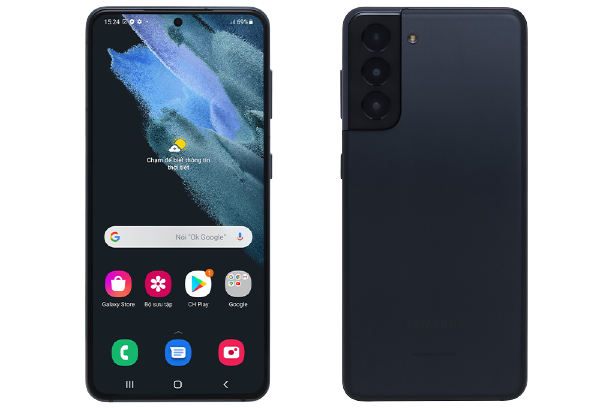 15:24
69%
Chạm để biết thông tin
thời tiết
Nói "Ok Google"
Galaxy Store
Bộ sưu tập
CH Play
Google
SAMSUNG